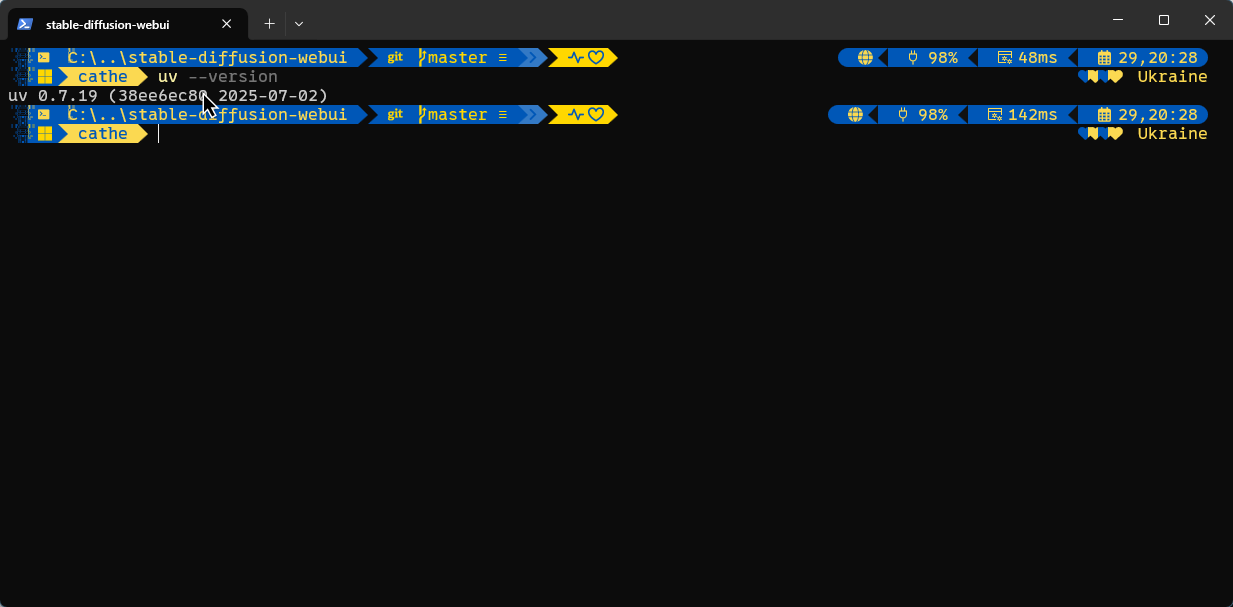 stable-diffusion-webui
C:\..\stable-diffusion-webui git master ≡ 98% 48ms 29,20:28
cathe uv --version Ukraine
uv 0.7.19 (38ee6ec80 2025-07-02)
C:\..\stable-diffusion-webui git master ≡ 98% 142ms 29,20:28
cathe Ukraine